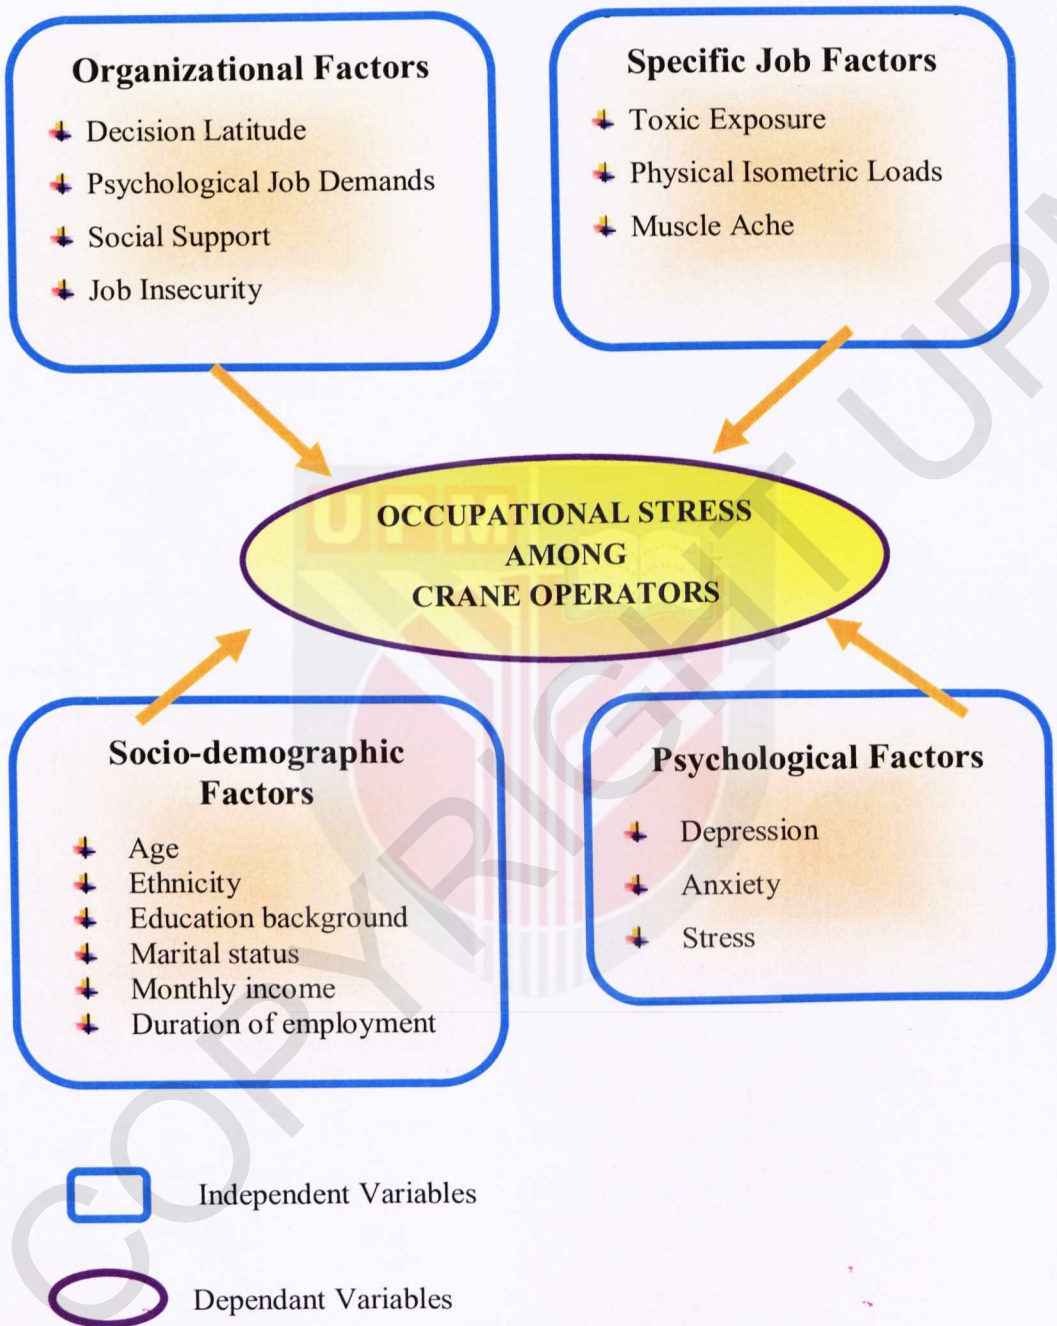 Organizational Factors
Decision Latitude
Psychological Job Demands
Social Support
Job Insecurity
Specific Job Factors
Toxic Exposure
Physical Isometric Loads
Muscle Ache
OCCUPATIONAL STRESS
AMONG
CRANE OPERATORS
Socio-demographic
Factors
Age
Ethnicity
Education background
Marital status
Monthly income
Duration of employment
Psychological Factors
Depression
Anxiety
Stress
Independent Variables
Dependant Variables
UPM
COPYRIGHT UPM